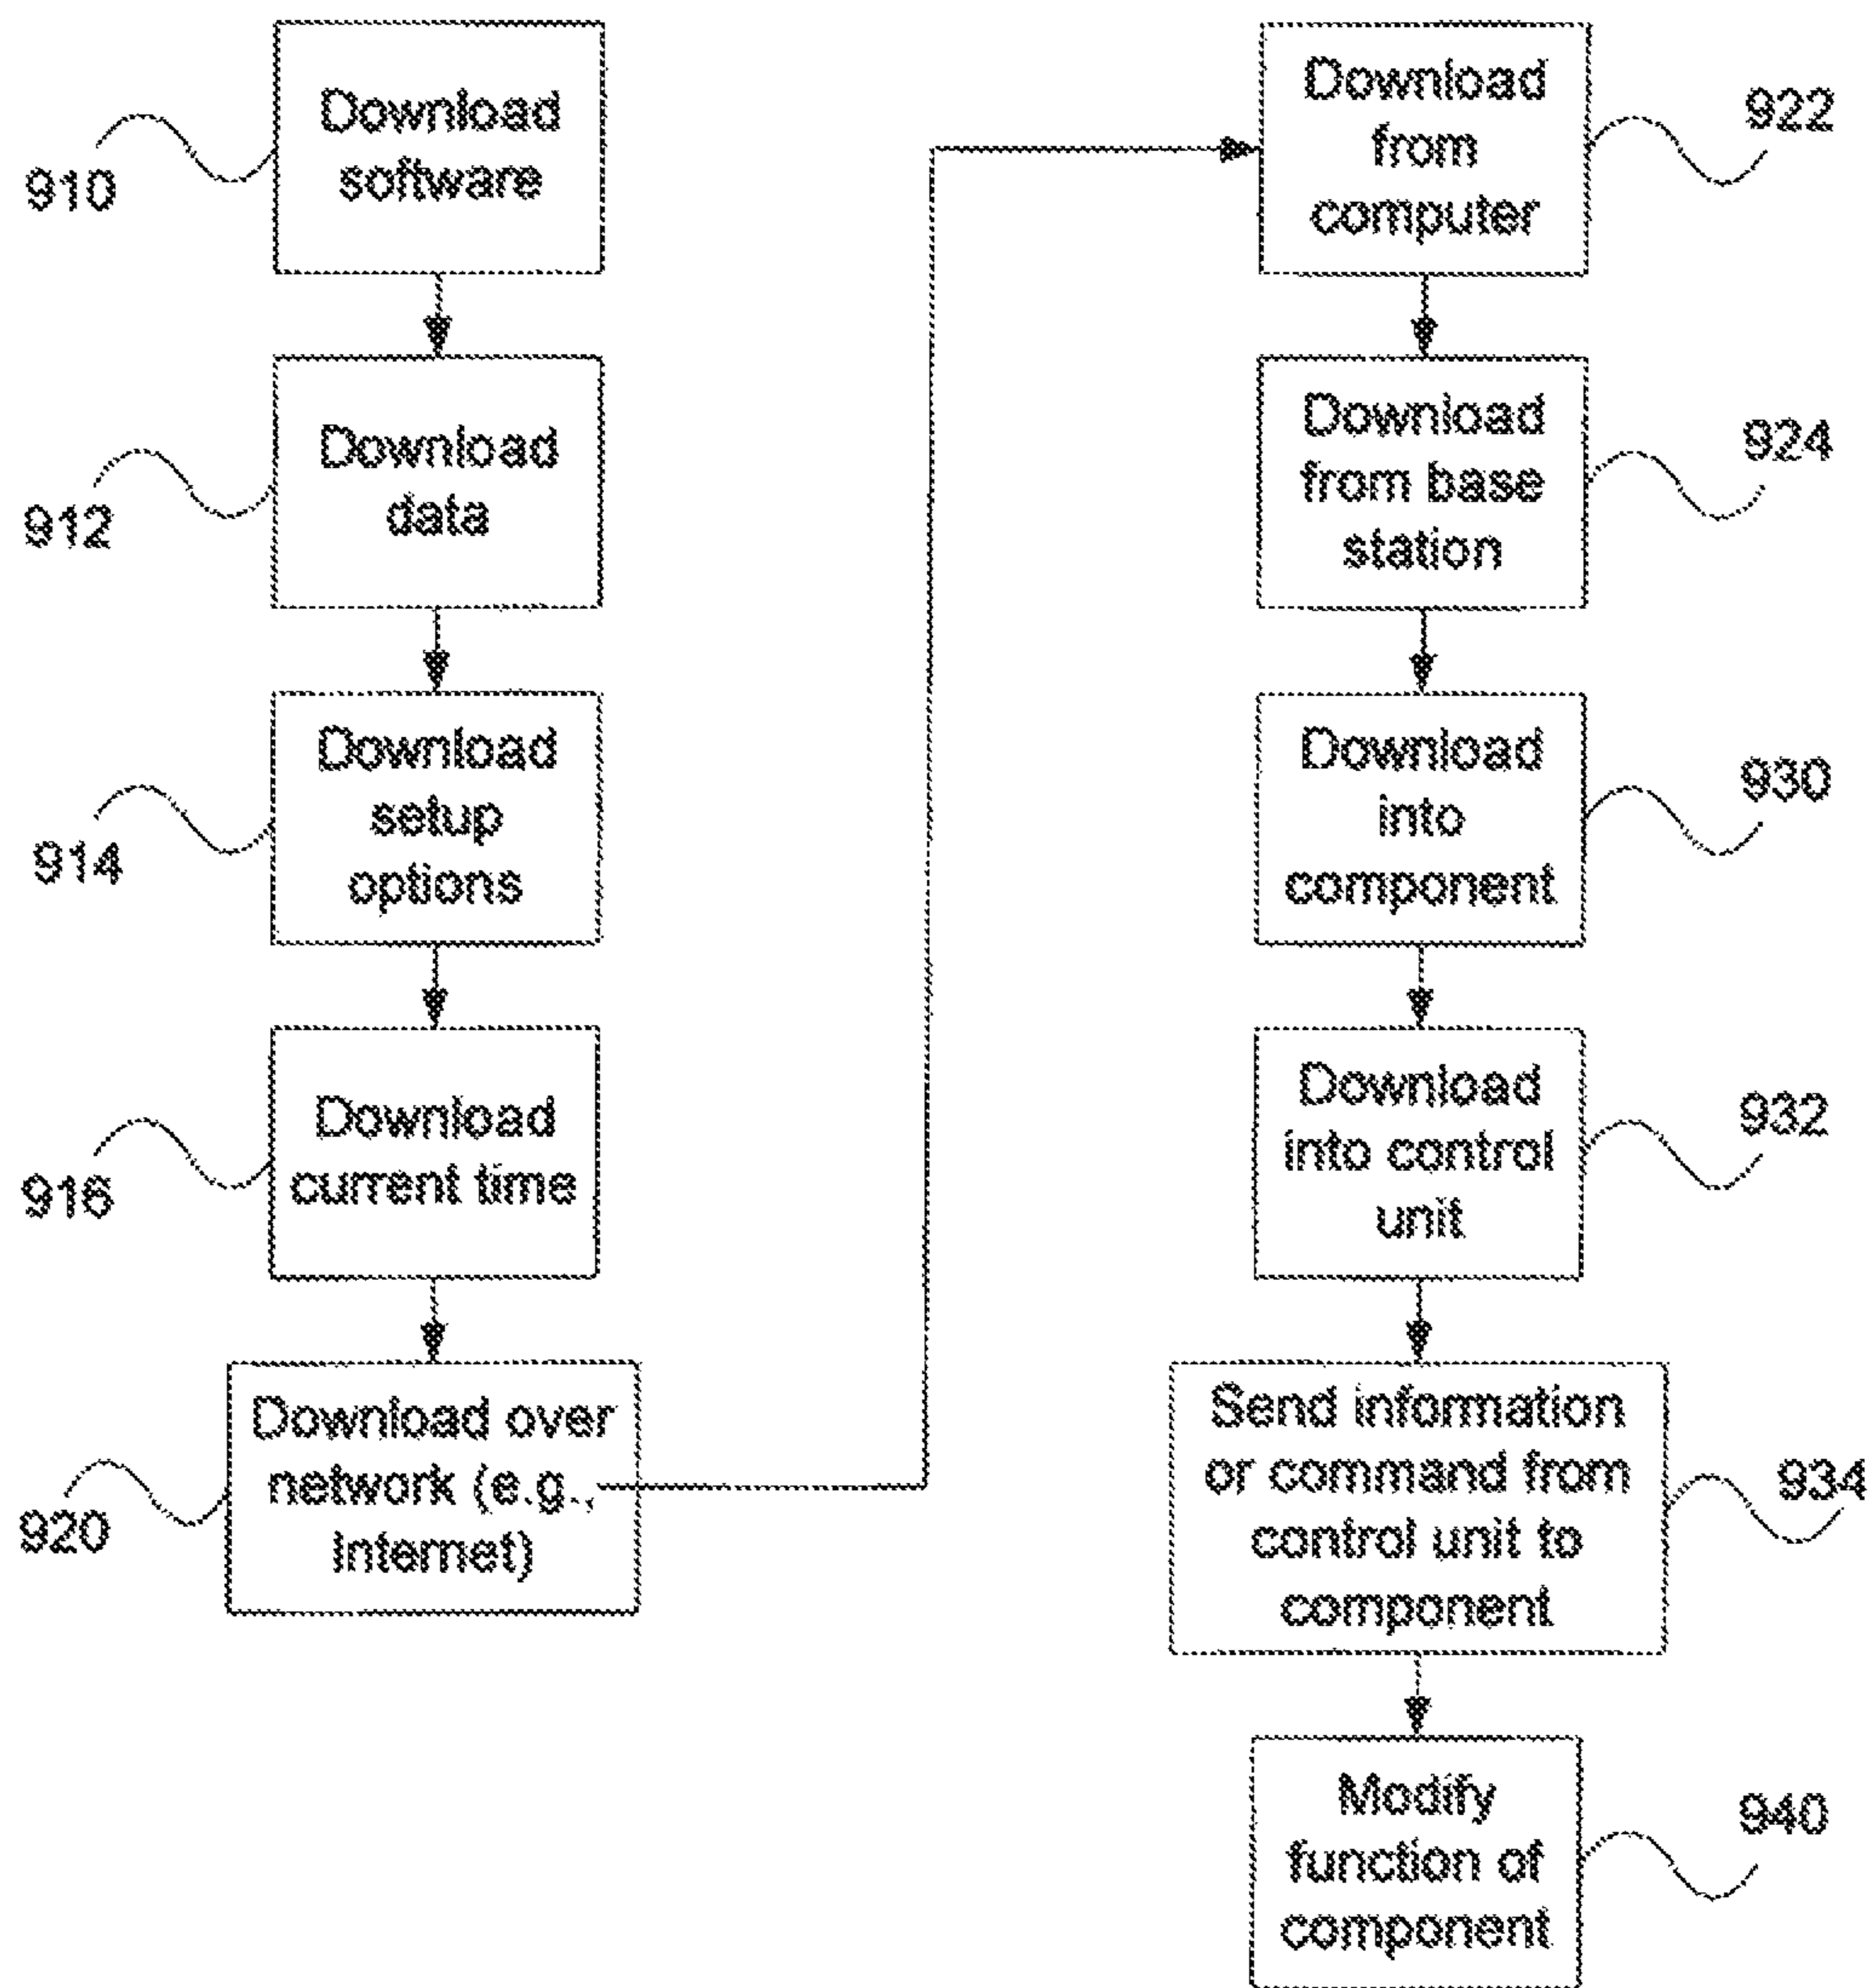 910
Download
software
912
Download
data
914
Download
setup
options
916
Download
current time
920
Download over
network (e.g.,
Internet)
Download
from
computer
922
Download
from base
station
924
Download
into
component
930
Download
into control
unit
932
Send information
or command from
control unit to
component
934
Modify
function of
component
940